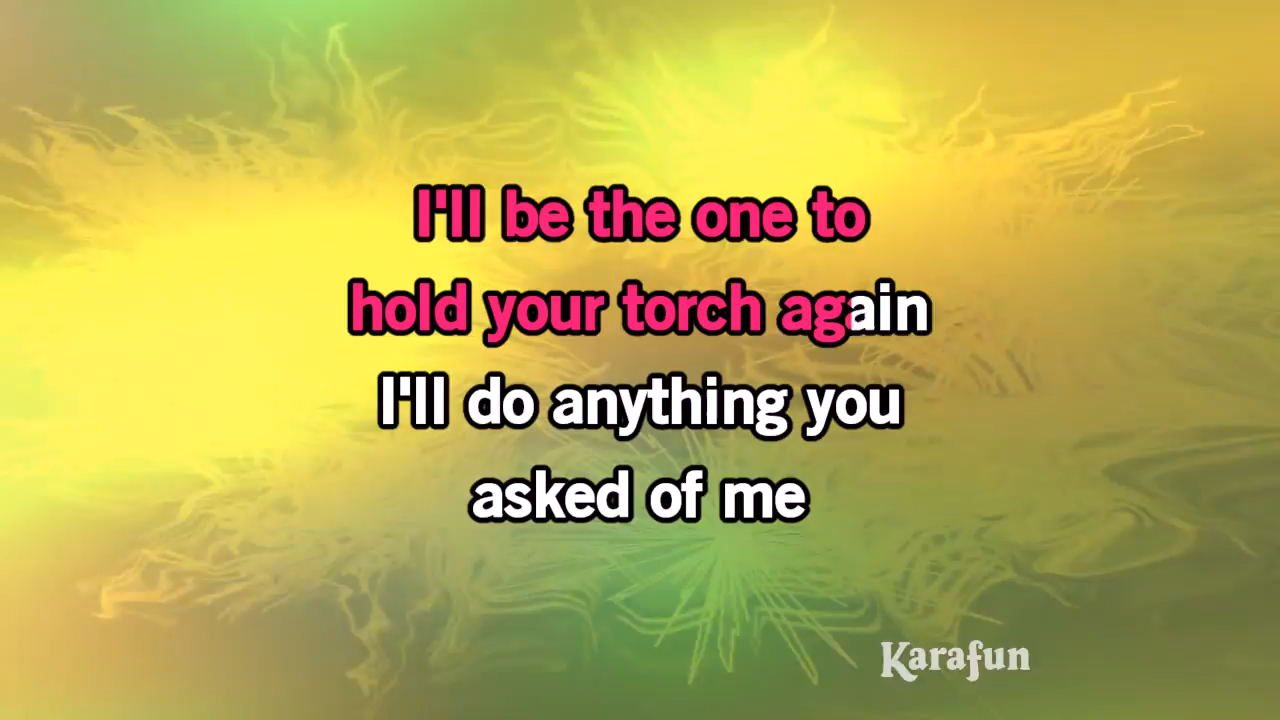 I'll be the one to
hold your torch again
I'll do anything you
asked of me
Karafun